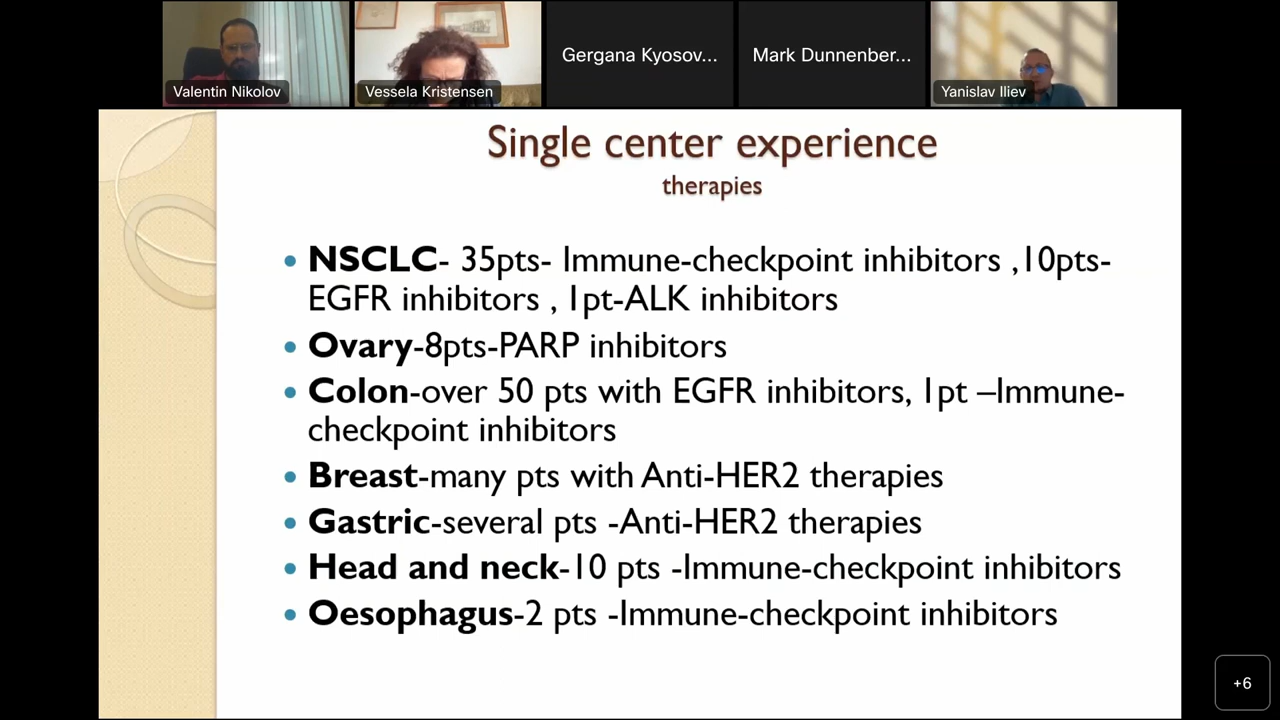 Gergana Kyosov...
Mark Dunnenber...
Valentin Nikolov
Vessela Kristensen
Yanislav Iliev
Single center experience
therapies
• NSCLC- 35pts- Immune-checkpoint inhibitors ,10pts-
EGFR inhibitors , 1pt-ALK inhibitors
• Ovary-8pts-PARP inhibitors
• Colon-over 50 pts with EGFR inhibitors, 1pt –Immune-
checkpoint inhibitors
• Breast-many pts with Anti-HER2 therapies
• Gastric-several pts -Anti-HER2 therapies
• Head and neck-10 pts -Immune-checkpoint inhibitors
• Oesophagus-2 pts -Immune-checkpoint inhibitors
+6